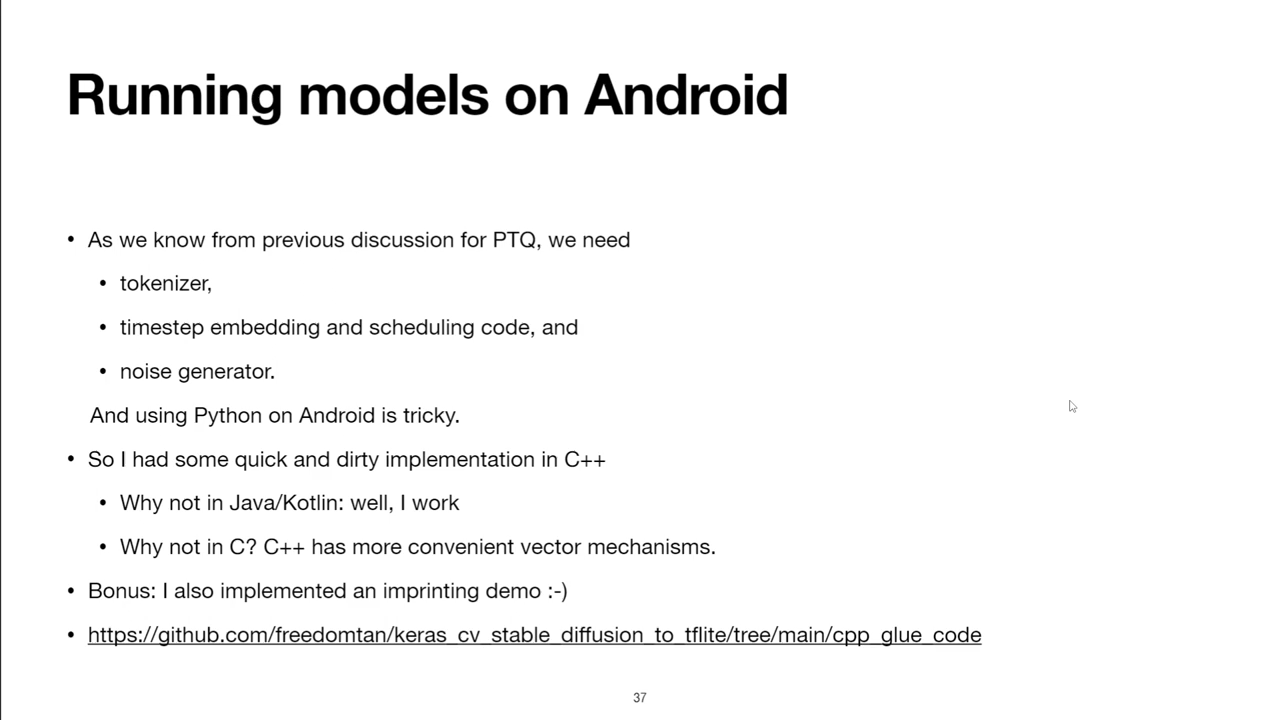 Running models on Android
• As we know from previous discussion for PTQ, we need
• tokenizer,
• timestep embedding and scheduling code, and
• noise generator.
And using Python on Android is tricky.
• So I had some quick and dirty implementation in C++
• Why not in Java/Kotlin: well, I work
• Why not in C? C++ has more convenient vector mechanisms.
• Bonus: I also implemented an imprinting demo :-)
• https://github.com/freedomtan/keras_cv_stable_diffusion_to_tflite/tree/main/cpp_glue_code
37